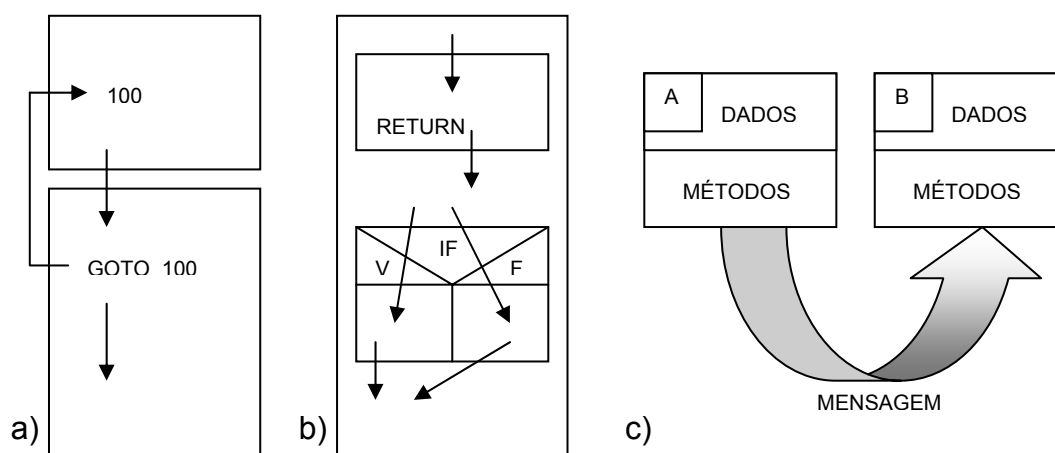 100
GOTO 100
a)
RETURN
IF
V F
b)
A DADOS
MÉTODOS
B DADOS
MÉTODOS
MENSAGEM
c)